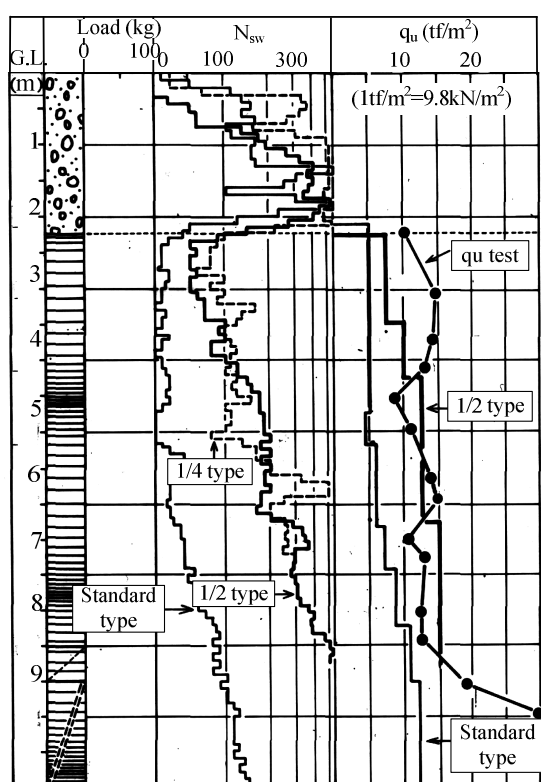 Load (kg)
N_sw
q_u (tf/m²)
G.L.
(m)
0
100
0
100
300
10
20
(1tf/m²=9.8kN/m²)
1
2
3
4
5
6
7
8
9
qu test
1/2 type
1/4 type
1/2 type
Standard
type
Standard
type